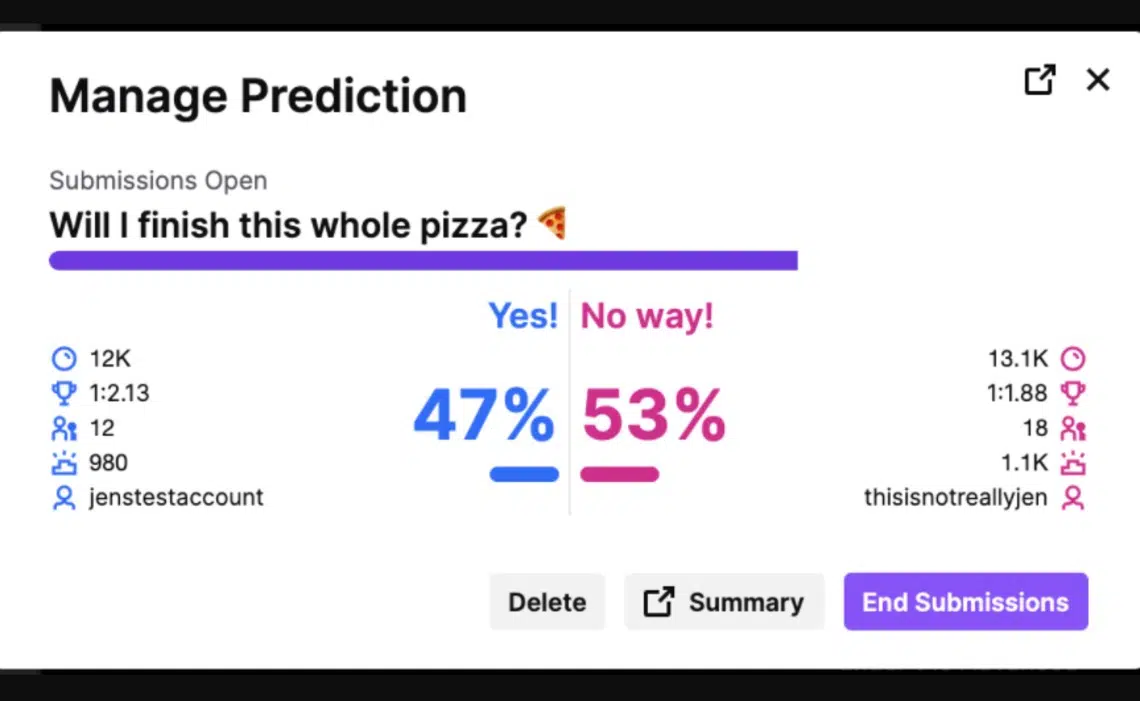 Manage Prediction
Submissions Open
Will I finish this whole pizza? 🍕
Yes!
No way!
12K
1:2.13
12
980
jenstestaccount
47%
53%
13.1K
1:1.88
18
1.1K
thisisnotreallyjen
Delete
Summary
End Submissions